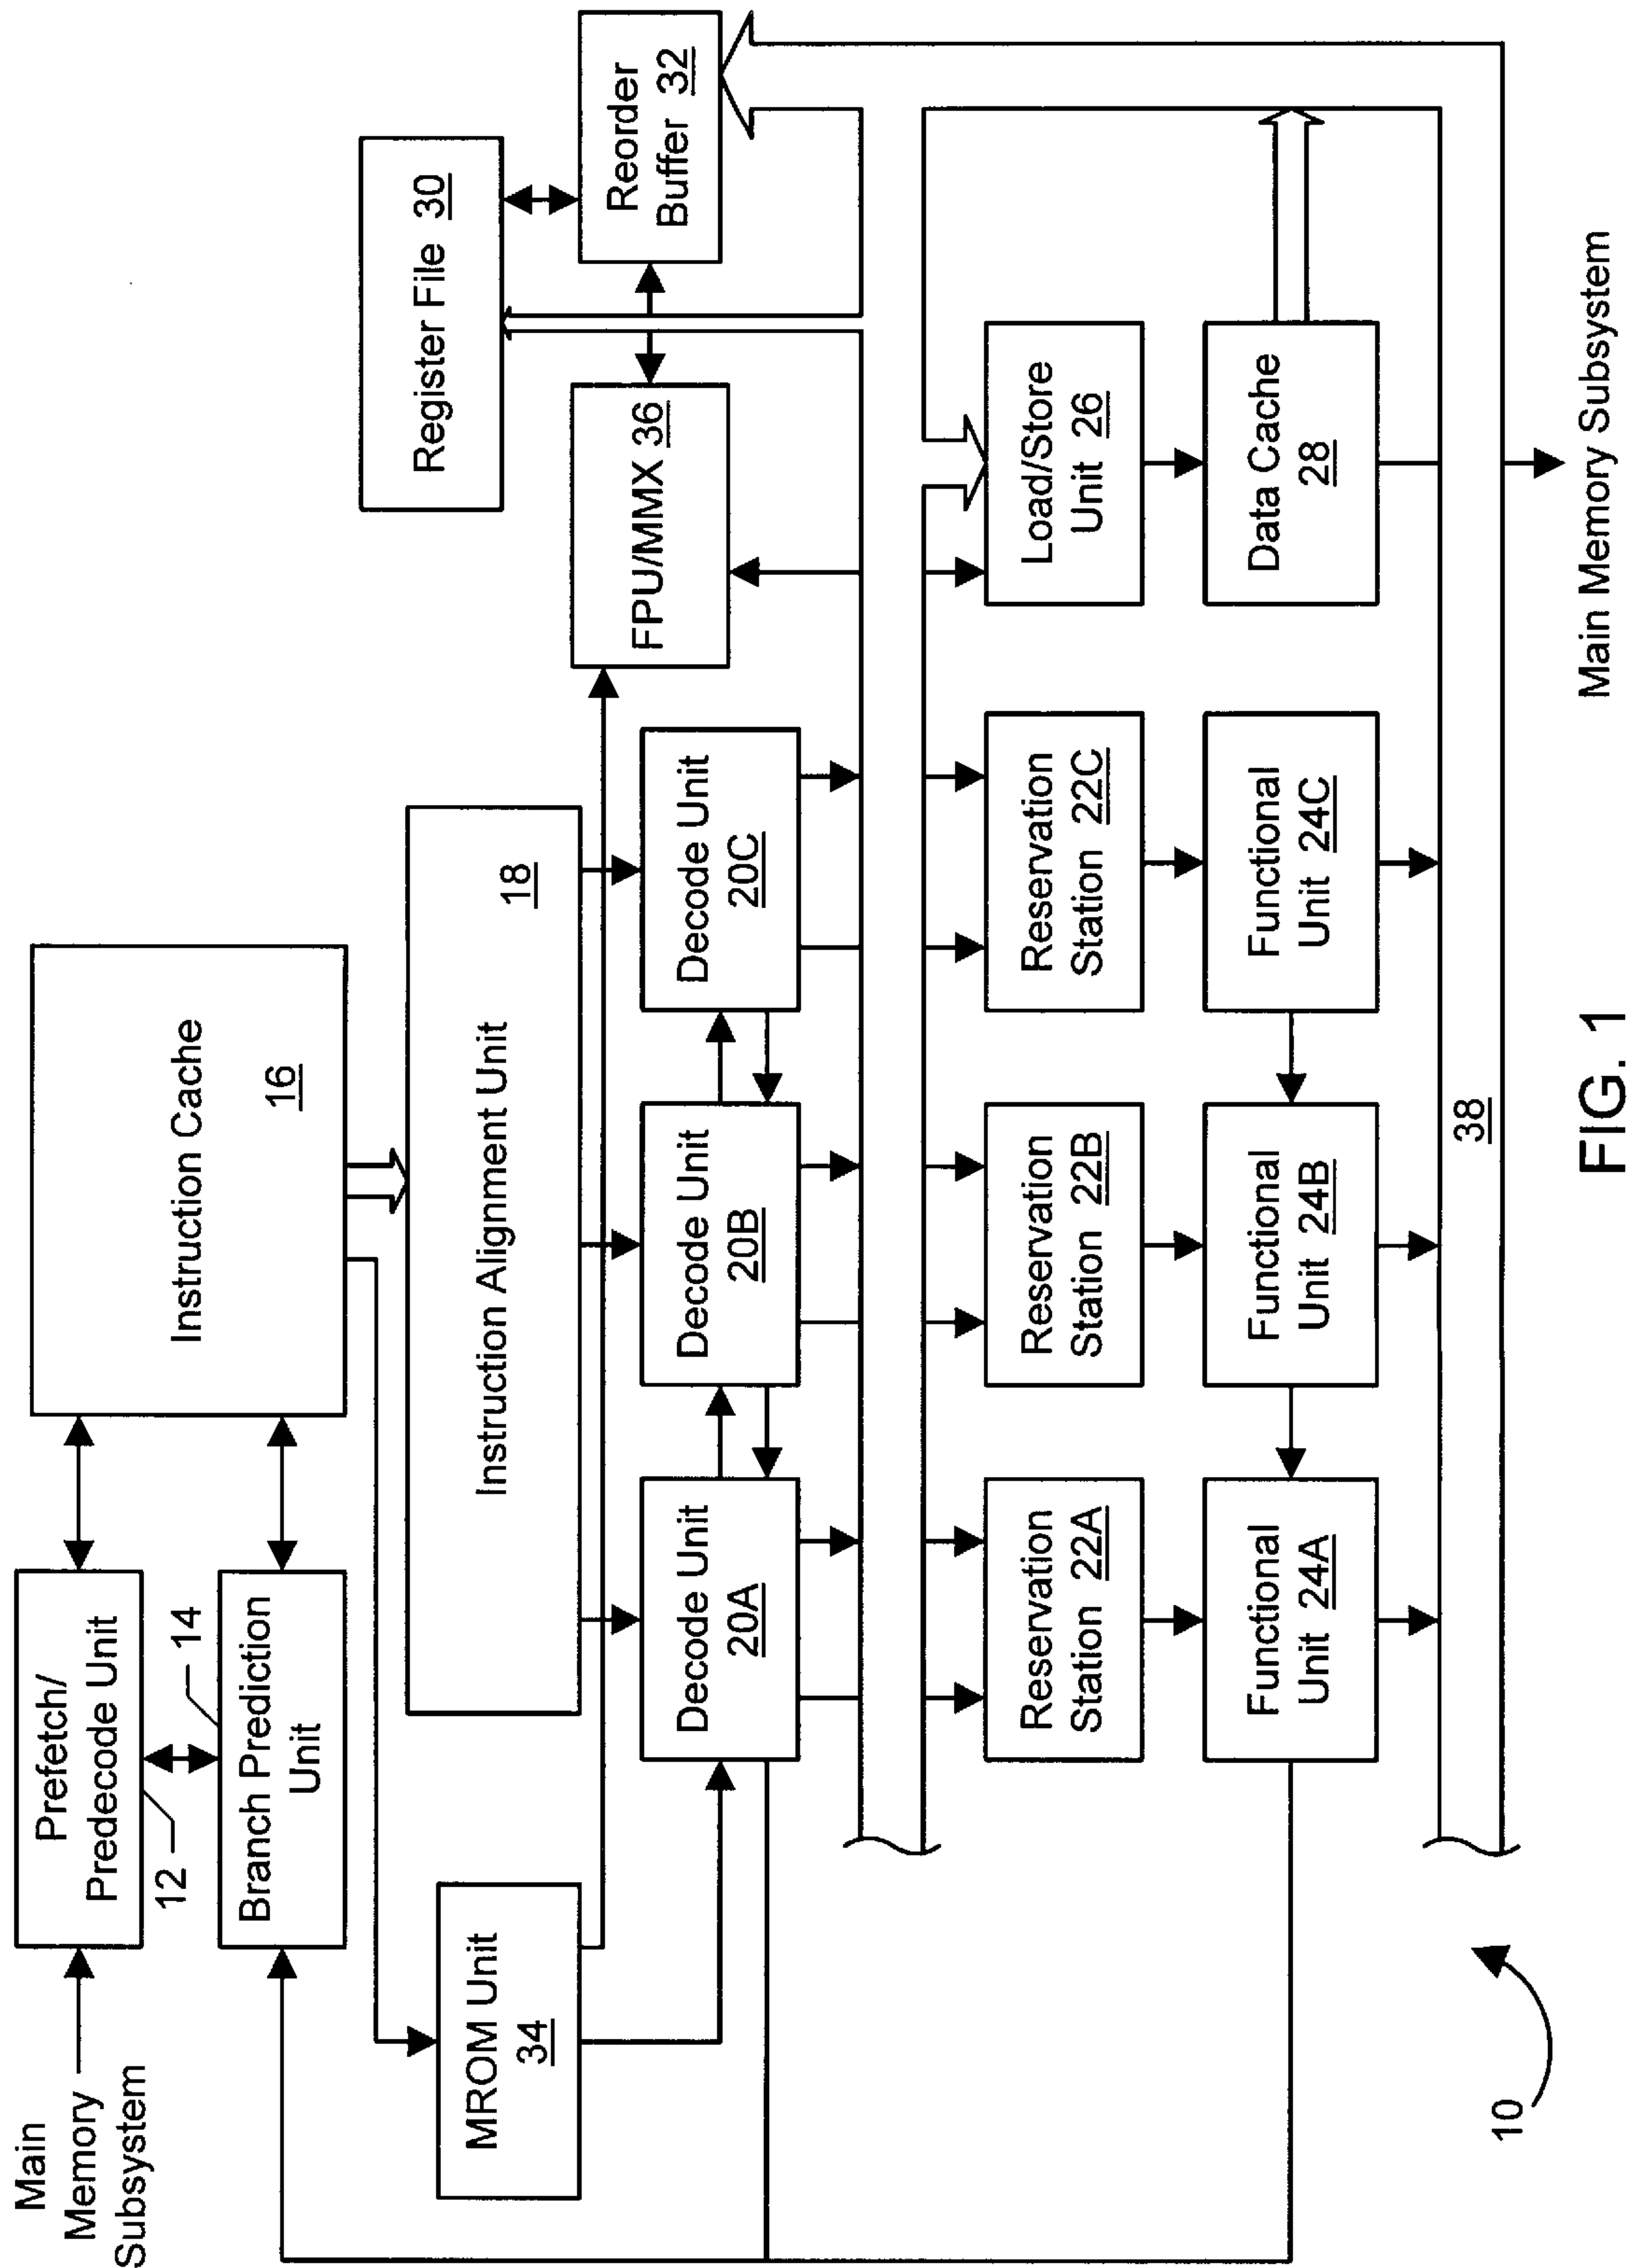 Main
Memory
Subsystem
Prefetch/
Predecode Unit
12
14
Branch Prediction
Unit
Instruction Cache
16
Instruction Alignment Unit
18
MROM Unit
34
Register File 30
Reorder
Buffer 32
FPU/MMX 36
Decode Unit
20A
Decode Unit
20B
Decode Unit
20C
Reservation
Station 22A
Reservation
Station 22B
Reservation
Station 22C
Load/Store
Unit 26
Functional
Unit 24A
Functional
Unit 24B
Functional
Unit 24C
Data Cache
28
38
Main Memory Subsystem
10
FIG. 1